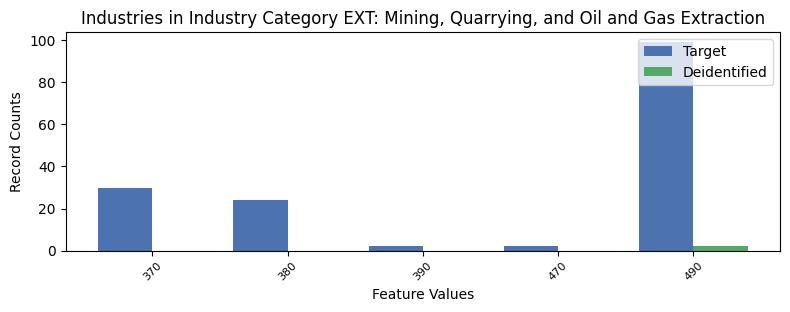 Industries in Industry Category EXT: Mining, Quarrying, and Oil and Gas Extraction
Target
Deidentified
Record Counts
100
80
60
40
20
0
370
380
390
470
490
Feature Values